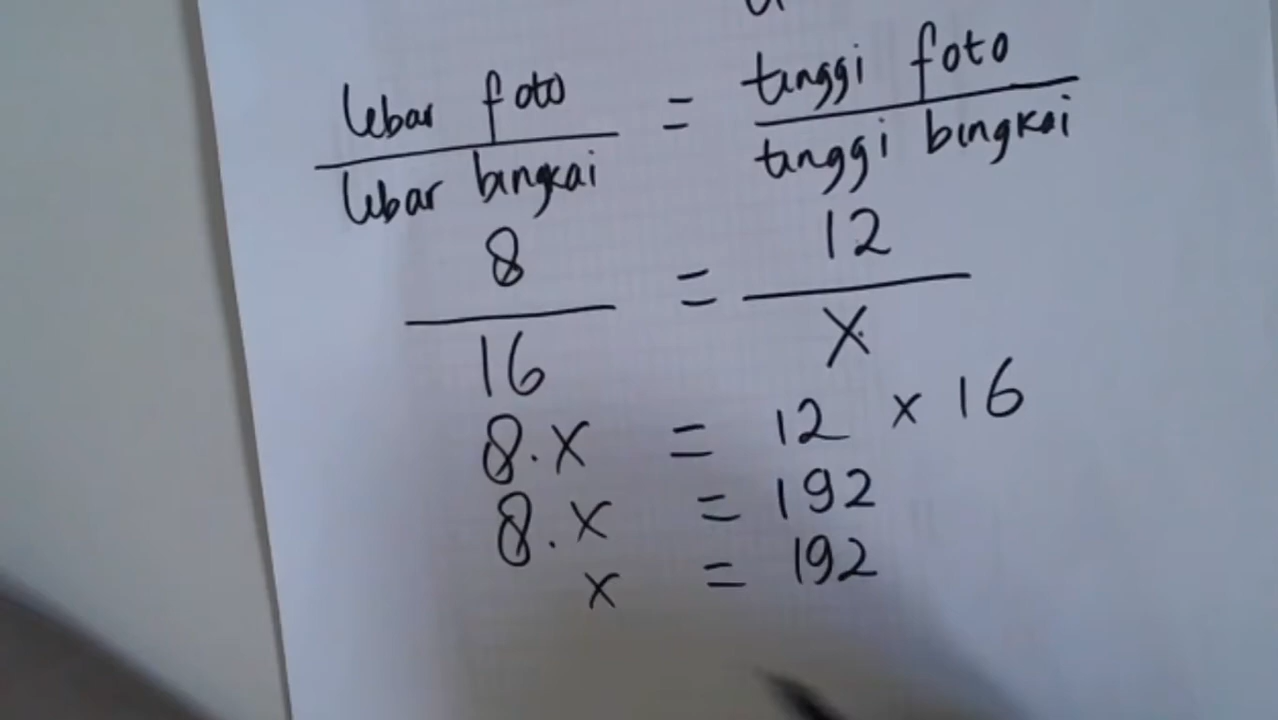 lebar foto = tinggi foto
lebar bingkai tinggi bingkai
8 = 12
16 x
8.x = 12 x 16
8.x = 192
x = 192